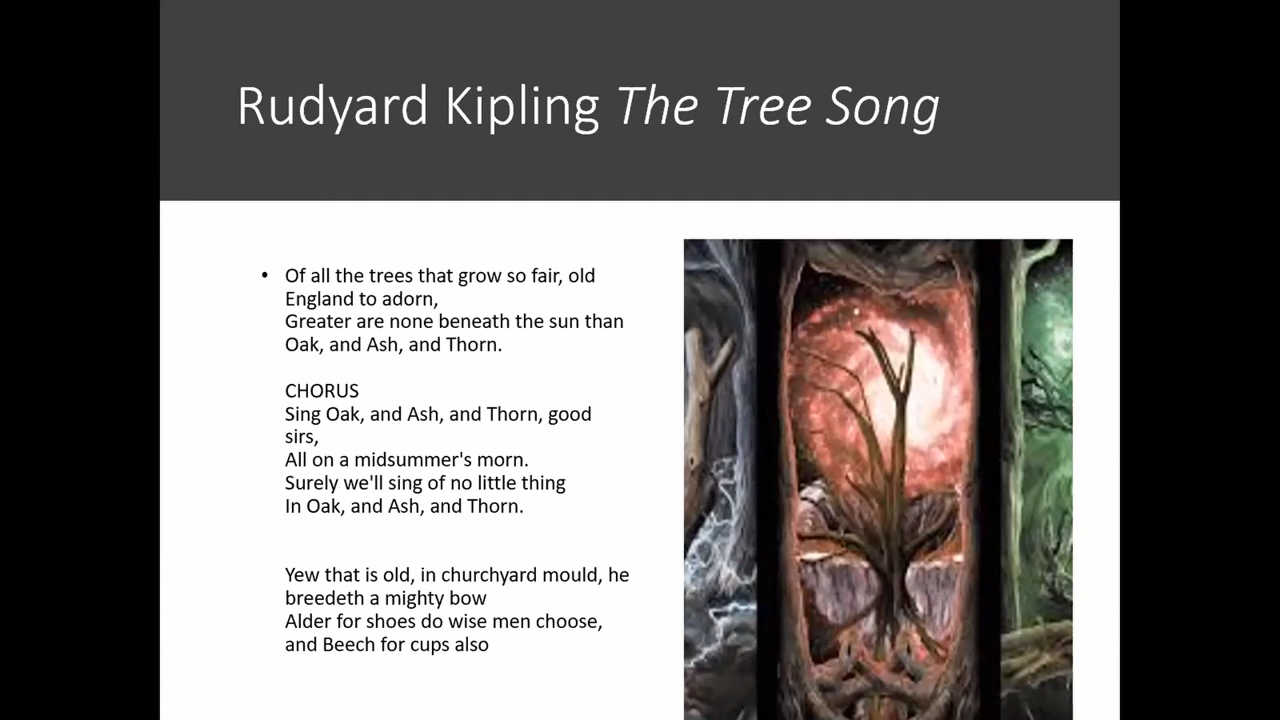 Rudyard Kipling The Tree Song
• Of all the trees that grow so fair, old
England to adorn,
Greater are none beneath the sun than
Oak, and Ash, and Thorn.
CHORUS
Sing Oak, and Ash, and Thorn, good
sirs,
All on a midsummer's morn.
Surely we'll sing of no little thing
In Oak, and Ash, and Thorn.
Yew that is old, in churchyard mould, he
breedeth a mighty bow
Alder for shoes do wise men choose,
and Beech for cups also